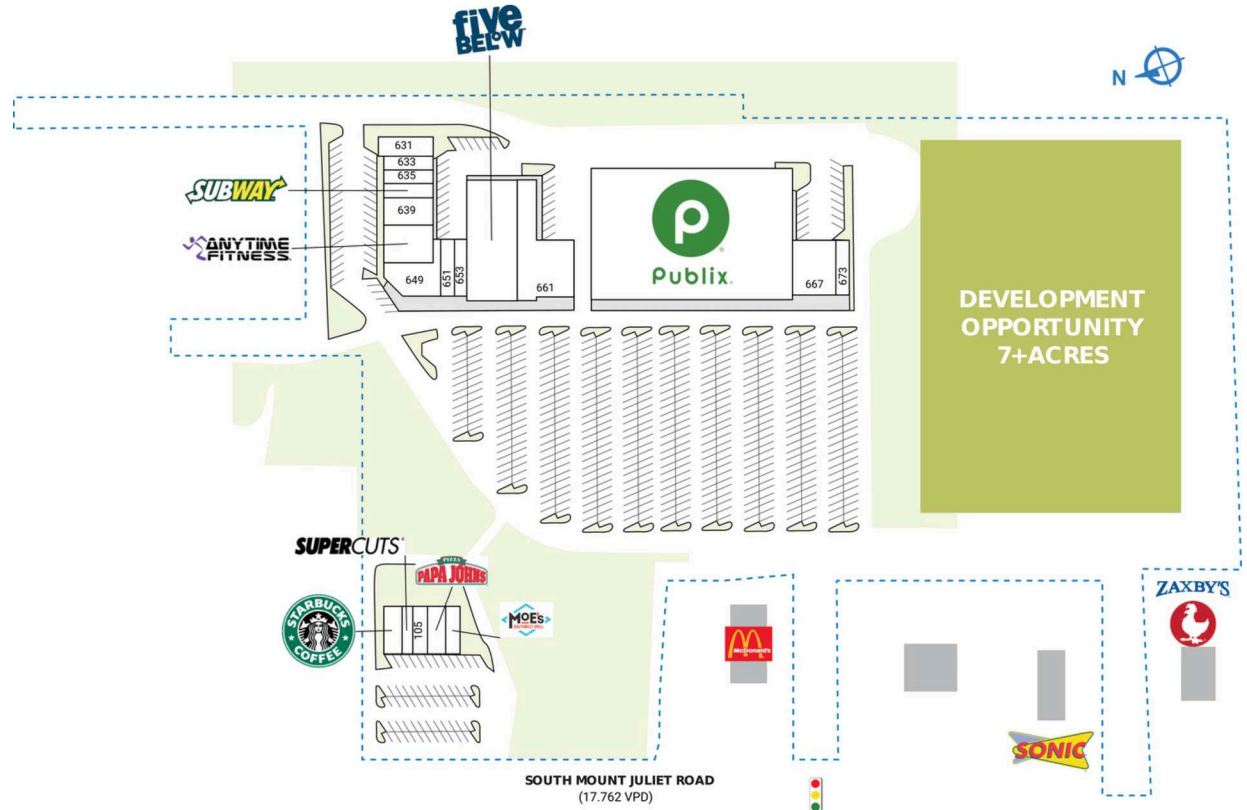 five
BELOW
N
631
633
635
SUBWAY
639
ANYTIME
FITNESS
649
651
653
661
Publix
667
673
DEVELOPMENT
OPPORTUNITY
7+ACRES
SUPERCUTS
PIZZA
PAPA JOHNS
STARBUCKS
COFFEE
105
MOE's
SOUTHWEST GRILL
McDonald's
ZAXBY'S
SONIC
SOUTH MOUNT JULIET ROAD
(17.762 VPD)